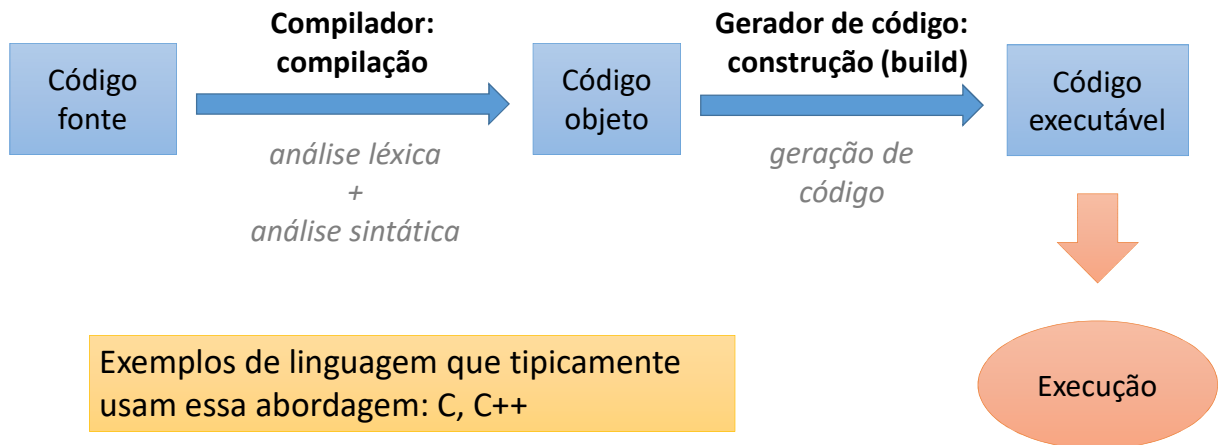 Código
fonte
Compilador:
compilação
análise léxica
+
análise sintática
Código
objeto
Gerador de código:
construção (build)
geração de
código
Código
executável
Execução
Exemplos de linguagem que tipicamente
usam essa abordagem: C, C++